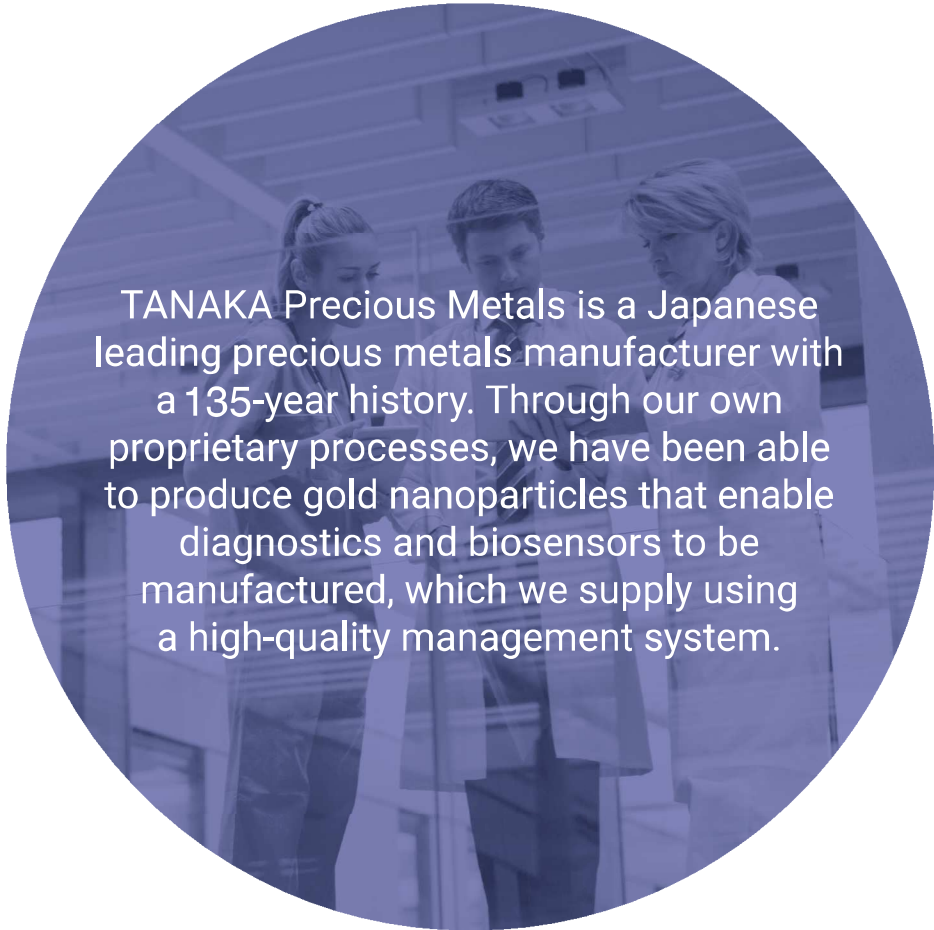 TANAKA Precious Metals is a Japanese
leading precious metals manufacturer with
a 135-year history. Through our own
proprietary processes, we have been able
to produce gold nanoparticles that enable
diagnostics and biosensors to be
manufactured, which we supply using
a high-quality management system.